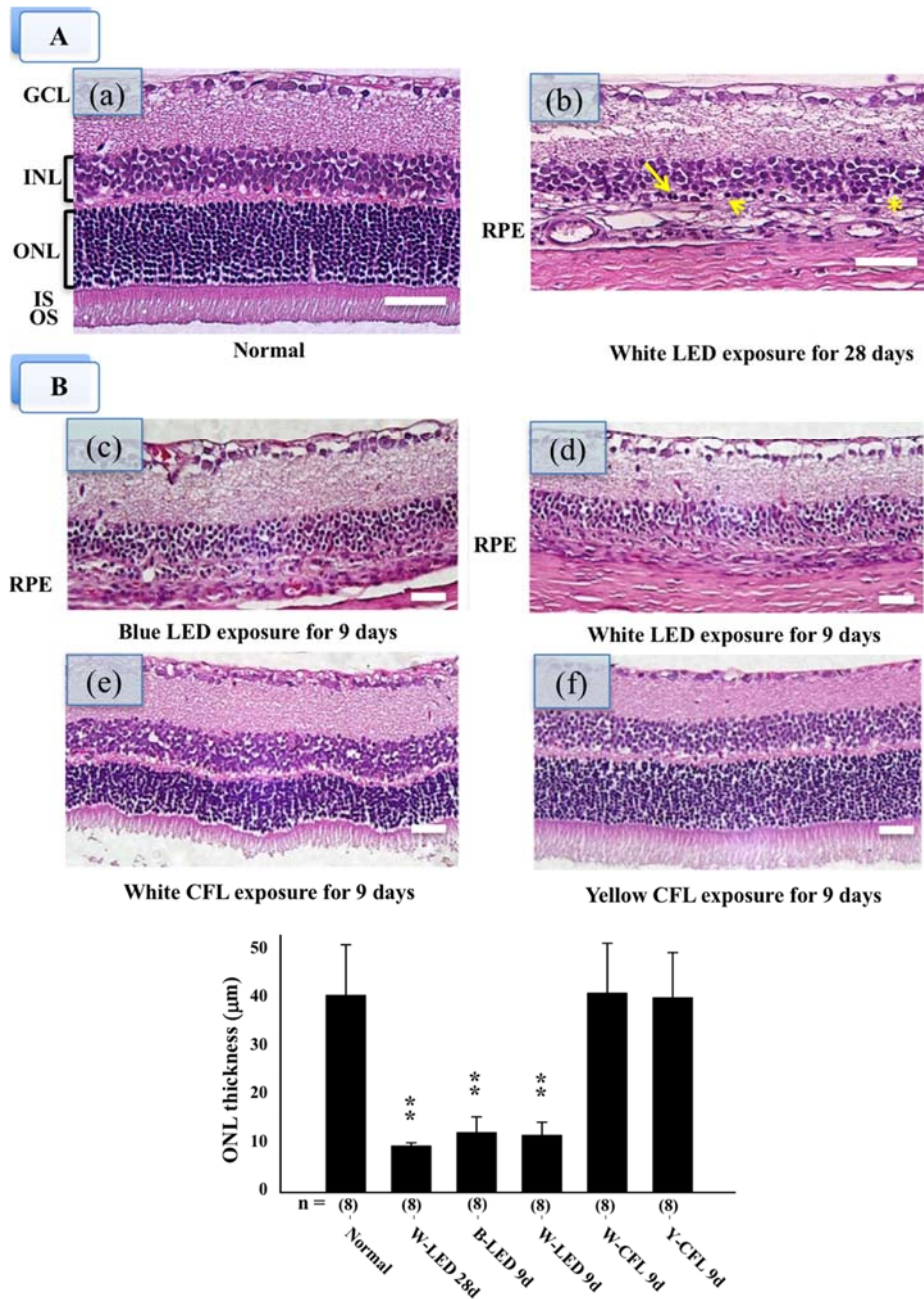 A
GCL
(a)
(b)
INL
ONL
RPE
IS
OS
Normal
White LED exposure for 28 days
B
(c)
(d)
RPE
RPE
Blue LED exposure for 9 days
White LED exposure for 9 days
(e)
(f)
White CFL exposure for 9 days
Yellow CFL exposure for 9 days
ONL thickness (μm)
50
40
30
20
10
0
**
**
**
n = (8) (8) (8) (8) (8) (8)
Normal
W-LED 28d
B-LED 9d
W-LED 9d
W-CFL 9d
Y-CFL 9d